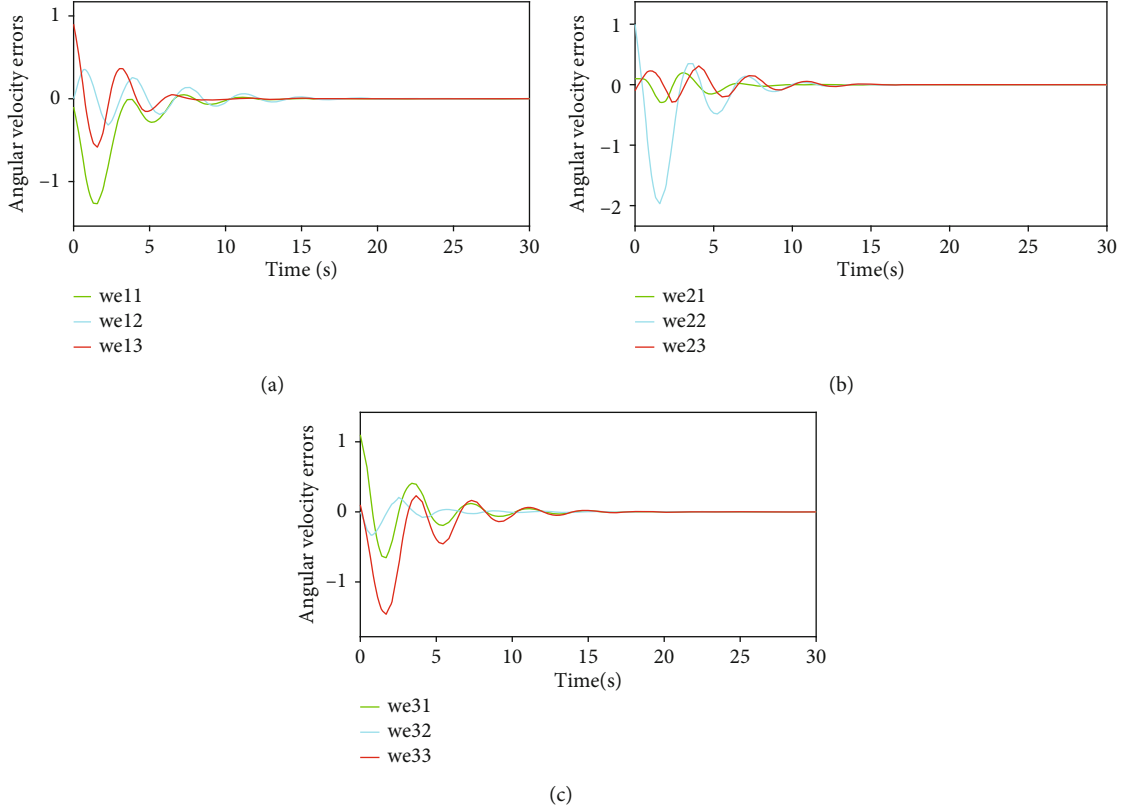 Angular velocity errors
1
0
−1
0 5 10 15 20 25 30
Time (s)
we11
we12
we13
(a)
Angular velocity errors
1
0
−1
−2
0 5 10 15 20 25 30
Time(s)
we21
we22
we23
(b)
Angular velocity errors
1
0
−1
0 5 10 15 20 25 30
Time(s)
we31
we32
we33
(c)